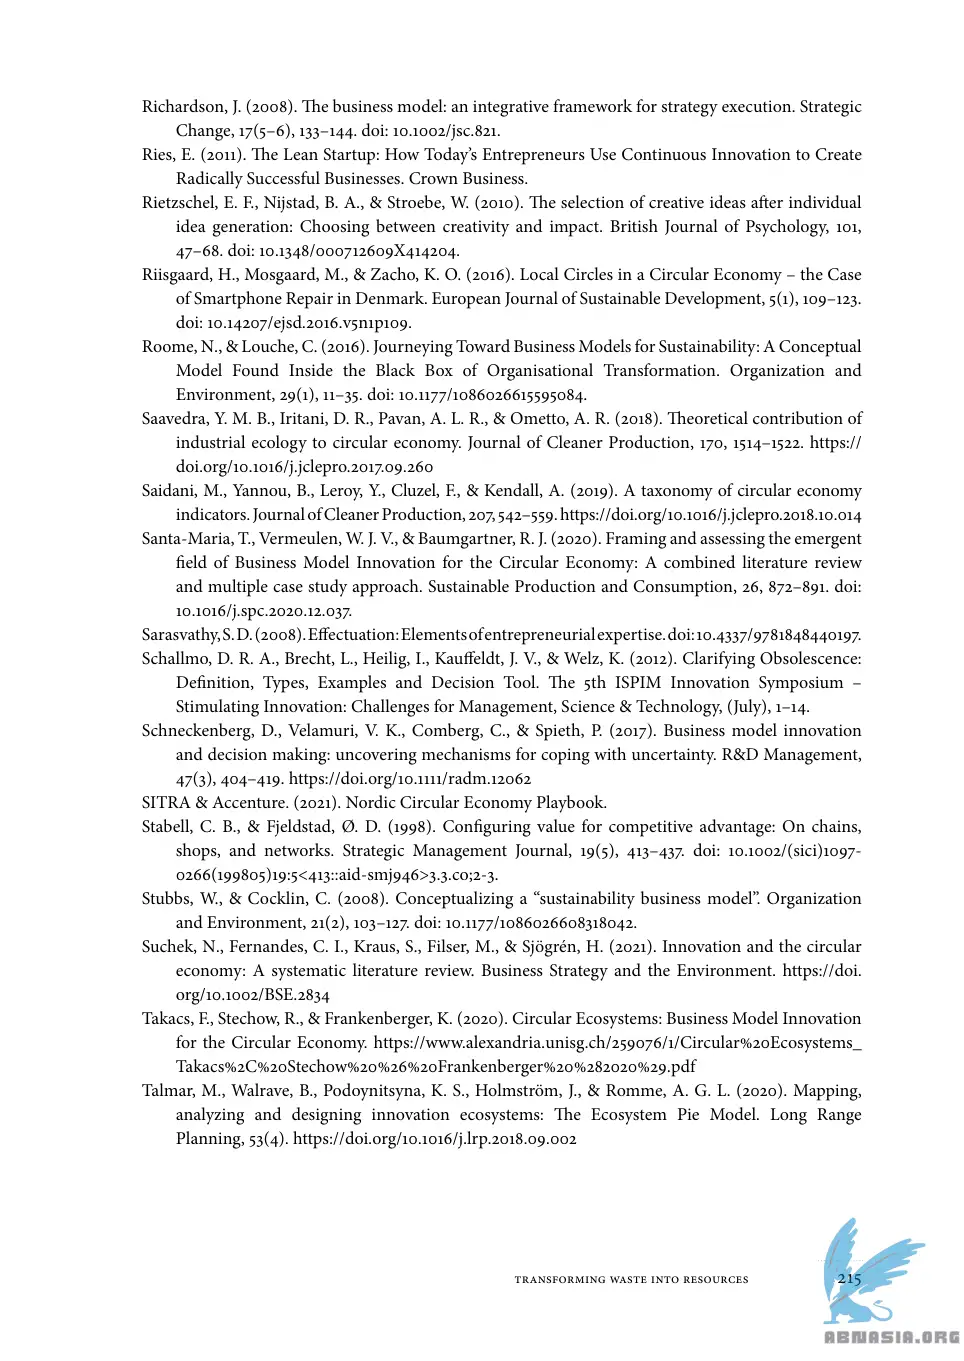 Richardson, J. (2008). The business model: an integrative framework for strategy execution. Strategic
Change, 17(5–6), 133–144. doi: 10.1002/jsc.821.
Ries, E. (2011). The Lean Startup: How Today’s Entrepreneurs Use Continuous Innovation to Create
Radically Successful Businesses. Crown Business.
Rietzschel, E. F., Nijstad, B. A., & Stroebe, W. (2010). The selection of creative ideas after individual
idea generation: Choosing between creativity and impact. British Journal of Psychology, 101,
47–68. doi: 10.1348/000712609X414204.
Riisgaard, H., Mosgaard, M., & Zacho, K. O. (2016). Local Circles in a Circular Economy – the Case
of Smartphone Repair in Denmark. European Journal of Sustainable Development, 5(1), 109–123.
doi: 10.14207/ejsd.2016.v5n1p109.
Roome, N., & Louche, C. (2016). Journeying Toward Business Models for Sustainability: A Conceptual
Model Found Inside the Black Box of Organisational Transformation. Organization and
Environment, 29(1), 11–35. doi: 10.1177/1086026615595084.
Saavedra, Y. M. B., Iritani, D. R., Pavan, A. L. R., & Ometto, A. R. (2018). Theoretical contribution of
industrial ecology to circular economy. Journal of Cleaner Production, 170, 1514–1522. https://
doi.org/10.1016/j.jclepro.2017.09.260
Saidani, M., Yannou, B., Leroy, Y., Cluzel, F., & Kendall, A. (2019). A taxonomy of circular economy
indicators. Journal of Cleaner Production, 207, 542–559. https://doi.org/10.1016/j.jclepro.2018.10.014
Santa-Maria, T., Vermeulen, W. J. V., & Baumgartner, R. J. (2020). Framing and assessing the emergent
field of Business Model Innovation for the Circular Economy: A combined literature review
and multiple case study approach. Sustainable Production and Consumption, 26, 872–891. doi:
10.1016/j.spc.2020.12.037.
Sarasvathy, S. D. (2008). Effectuation: Elements of entrepreneurial expertise. doi: 10.4337/9781848440197.
Schallmo, D. R. A., Brecht, L., Heilig, I., Kauffeldt, J. V., & Welz, K. (2012). Clarifying Obsolescence:
Definition, Types, Examples and Decision Tool. The 5th ISPIM Innovation Symposium –
Stimulating Innovation: Challenges for Management, Science & Technology, (July), 1–14.
Schneckenberg, D., Velamuri, V. K., Comberg, C., & Spieth, P. (2017). Business model innovation
and decision making: uncovering mechanisms for coping with uncertainty. R&D Management,
47(3), 404–419. https://doi.org/10.1111/radm.12062
SITRA & Accenture. (2021). Nordic Circular Economy Playbook.
Stabell, C. B., & Fjeldstad, Ø. D. (1998). Configuring value for competitive advantage: On chains,
shops, and networks. Strategic Management Journal, 19(5), 413–437. doi: 10.1002/(sici)1097-
0266(199805)19:5<413::aid-smj946>3.3.co;2-3.
Stubbs, W., & Cocklin, C. (2008). Conceptualizing a “sustainability business model”. Organization
and Environment, 21(2), 103–127. doi: 10.1177/1086026608318042.
Suchek, N., Fernandes, C. I., Kraus, S., Filser, M., & Sjögrén, H. (2021). Innovation and the circular
economy: A systematic literature review. Business Strategy and the Environment. https://doi.
org/10.1002/BSE.2834
Takacs, F., Stechow, R., & Frankenberger, K. (2020). Circular Ecosystems: Business Model Innovation
for the Circular Economy. https://www.alexandria.unisg.ch/259076/1/Circular%20Ecosystems_
Takacs%2C%20Stechow%20%26%20Frankenberger%20%282020%29.pdf
Talmar, M., Walrave, B., Podoynitsyna, K. S., Holmström, J., & Romme, A. G. L. (2020). Mapping,
analyzing and designing innovation ecosystems: The Ecosystem Pie Model. Long Range
Planning, 53(4). https://doi.org/10.1016/j.lrp.2018.09.002
TRANSFORMING WASTE INTO RESOURCES 215
ABNASIA.ORG